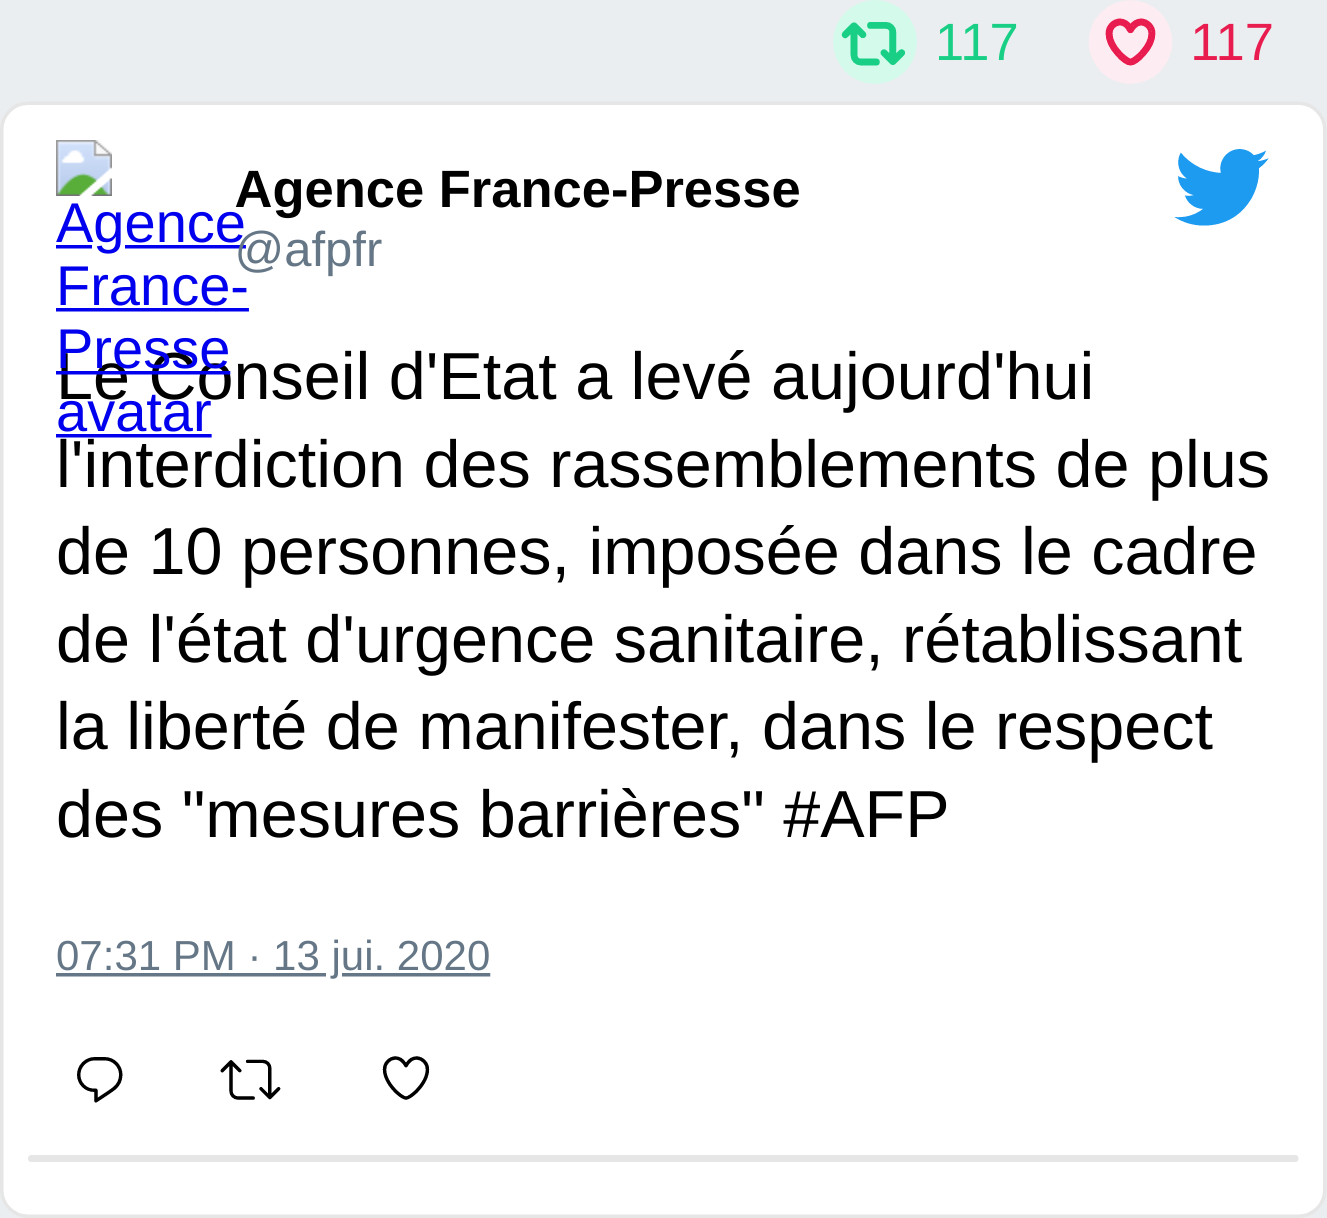 117 117
Agence France-Presse
@afpfr
Agence
France-
Presse
avatar
Le Conseil d'Etat a levé aujourd'hui
l'interdiction des rassemblements de plus
de 10 personnes, imposée dans le cadre
de l'état d'urgence sanitaire, rétablissant
la liberté de manifester, dans le respect
des "mesures barrières" #AFP
07:31 PM · 13 jui. 2020